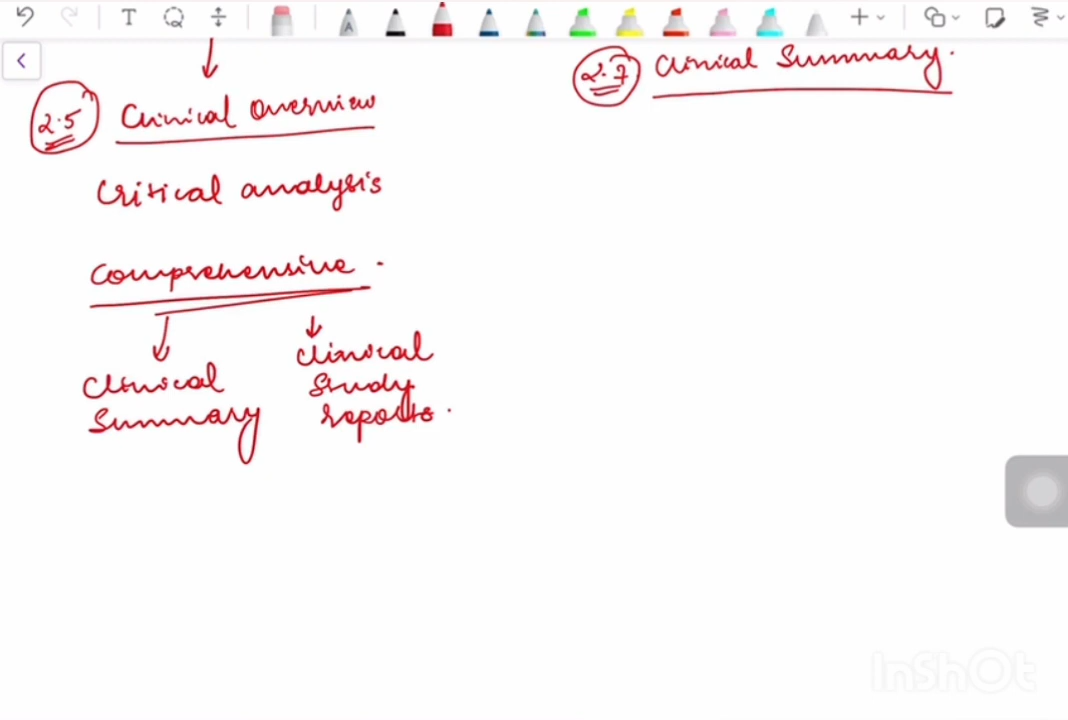 2.5 Clinical Overview
Critical analysis
Comprehensive.
Clinical Summary
Clinical Study reports.
2.7 Clinical Summary.
T
A
InShOt